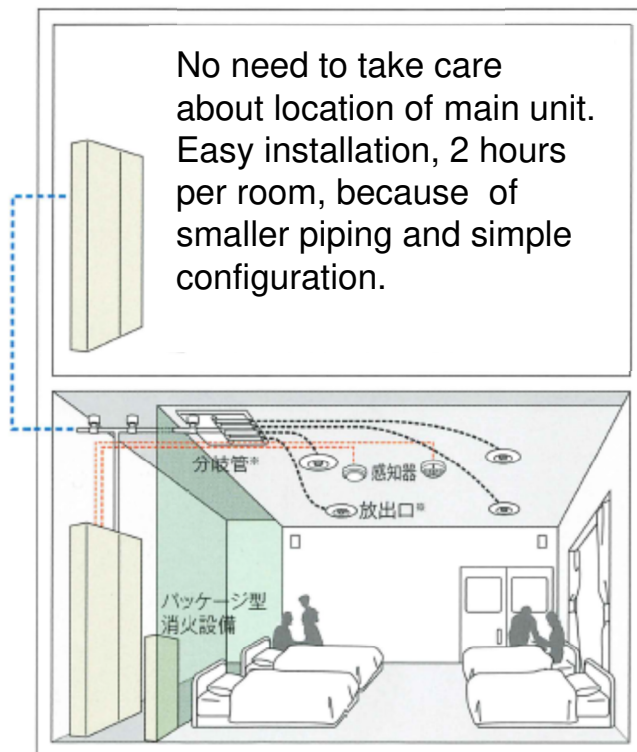 No need to take care
about location of main unit.
Easy installation, 2 hours
per room, because of
smaller piping and simple
configuration.
分岐管※
感知器
放出口※
パッケージ型
消火設備